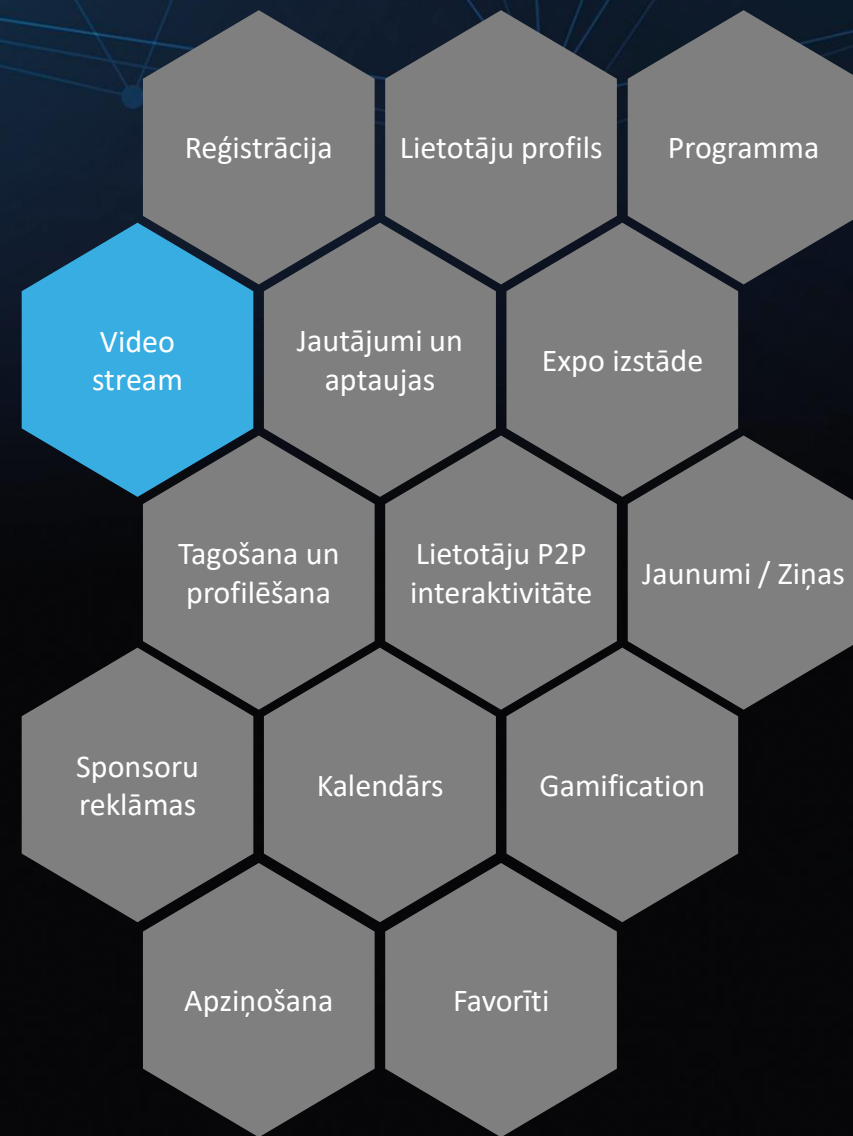 Reģistrācija
Lietotāju profils
Programma
Video
stream
Jautājumi un
aptaujas
Expo izstāde
Tagošana un
profilēšana
Lietotāju P2P
interaktivitāte
Jaunumi / Ziņas
Sponsoru
reklāmas
Kalendārs
Gamification
Apziņošana
Favorīti